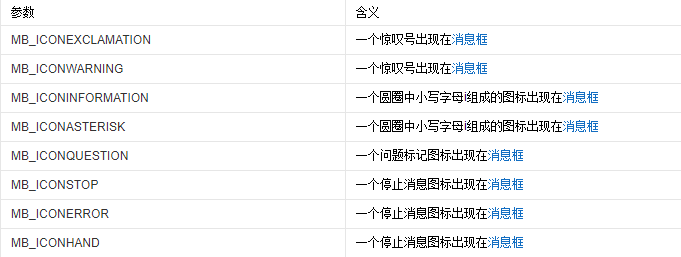 参数 含义
MB_ICONEXCLAMATION 一个惊叹号出现在消息框
MB_ICONWARNING 一个惊叹号出现在消息框
MB_ICONINFORMATION 一个圆圈中小写字母i组成的图标出现在消息框
MB_ICONASTERISK 一个圆圈中小写字母i组成的图标出现在消息框
MB_ICONQUESTION 一个问题标记图标出现在消息框
MB_ICONSTOP 一个停止消息图标出现在消息框
MB_ICONERROR 一个停止消息图标出现在消息框
MB_ICONHAND 一个停止消息图标出现在消息框